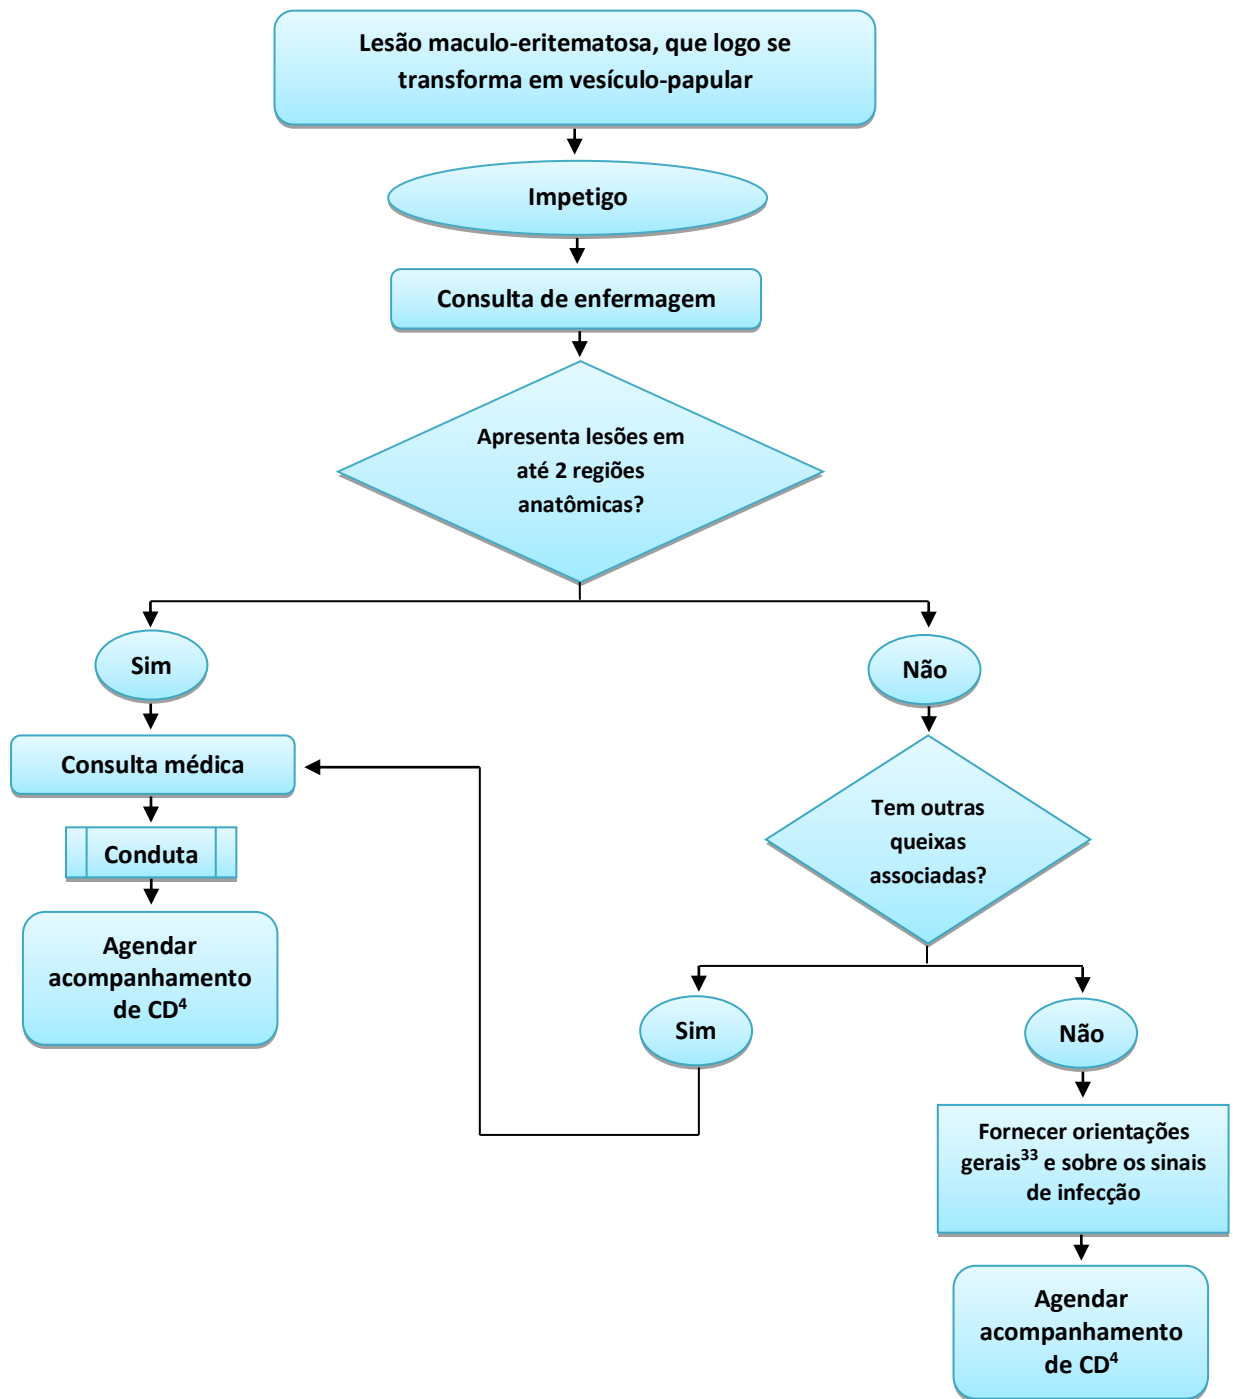 Lesão maculo-eritematosa, que logo se
transforma em vesículo-papular
Impetigo
Consulta de enfermagem
Apresenta lesões em
até 2 regiões
anatômicas?
Sim
Não
Consulta médica
Tem outras
queixas
associadas?
Conduta
Agendar
acompanhamento
de CD⁴
Sim
Não
Fornecer orientações
gerais³³ e sobre os sinais
de infecção
Agendar
acompanhamento
de CD⁴